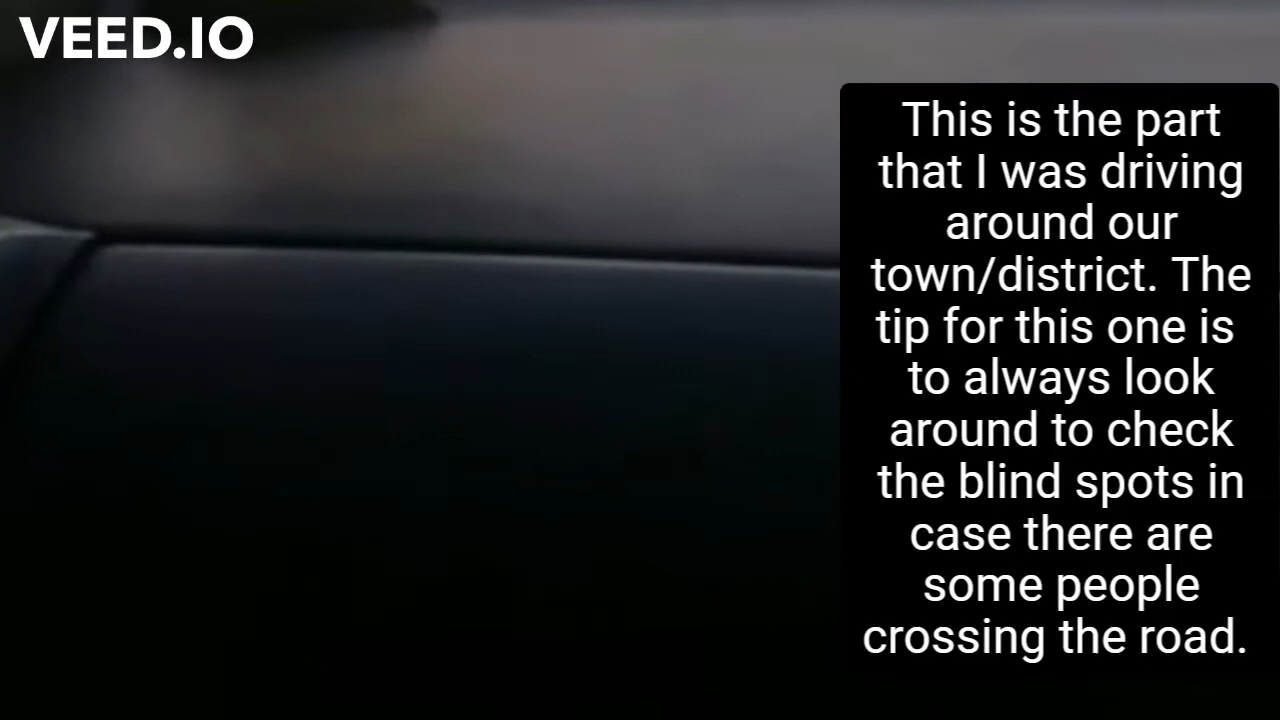 VEED.IO
This is the part
that I was driving
around our
town/district. The
tip for this one is
to always look
around to check
the blind spots in
case there are
some people
crossing the road.